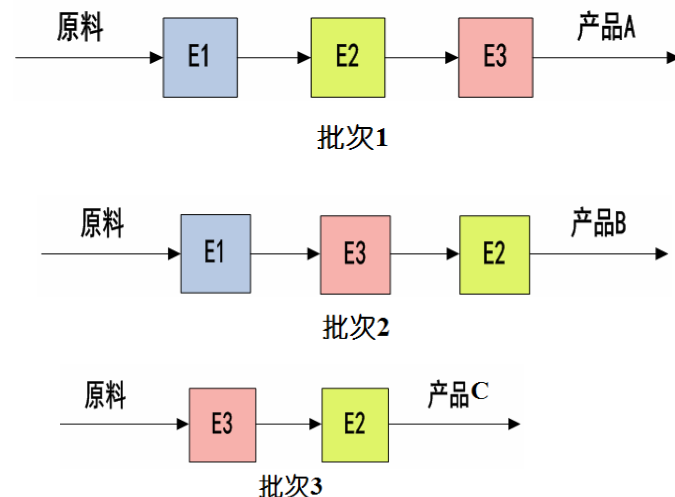 原料 E1 E2 E3 产品A
批次1
原料 E1 E3 E2 产品B
批次2
原料 E3 E2 产品C
批次3